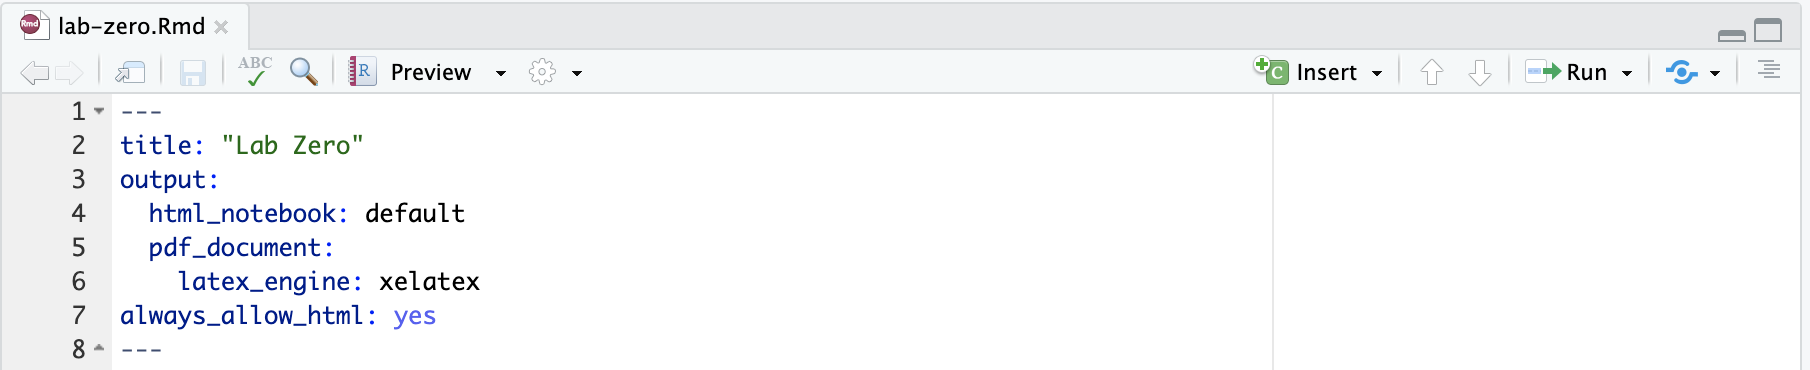 Rmd lab-zero.Rmd
ABC R Preview C Insert Run
1 ---
2 title: "Lab Zero"
3 output:
4   html_notebook: default
5   pdf_document:
6     latex_engine: xelatex
7 always_allow_html: yes
8 ---